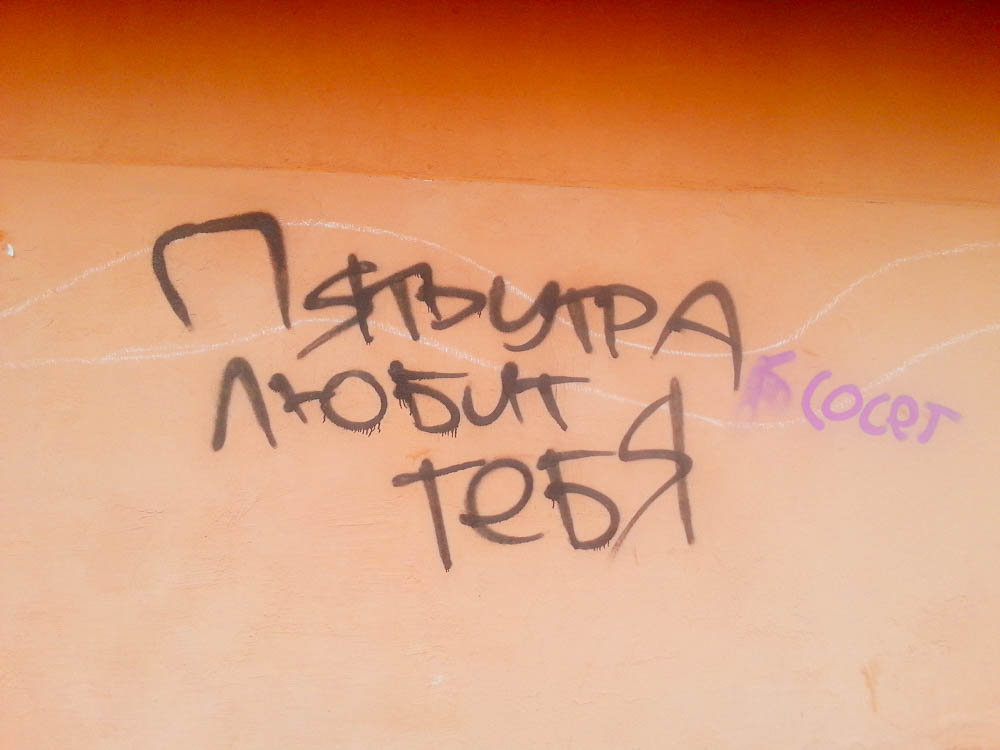 Пятьутра
любит
тебя
сосет